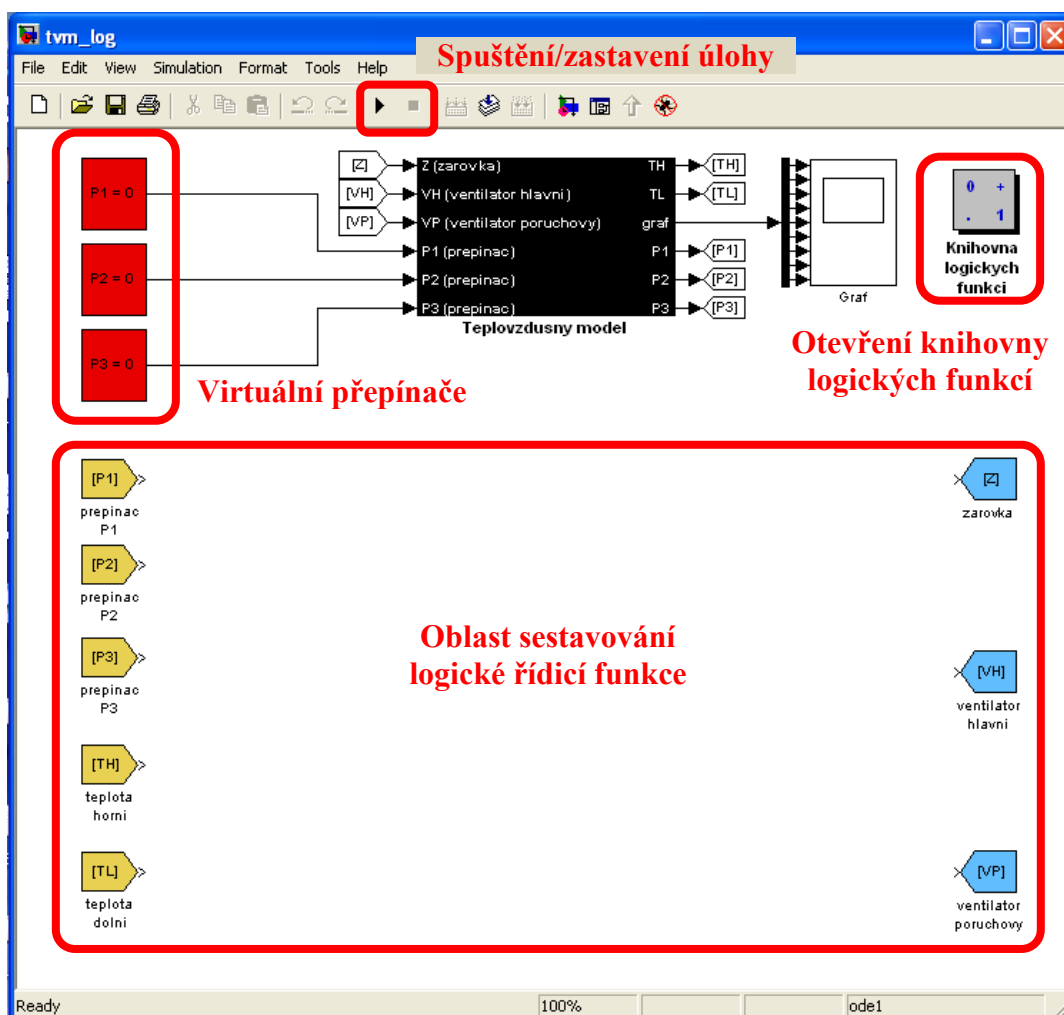 tvm_log
File Edit View Simulation Format Tools Help
Spuštění/zastavení úlohy
P1 = 0
P2 = 0
P3 = 0
[Z]
[VH]
[VP]
Z (zarovka)
VH (ventilator hlavni)
VP (ventilator poruchovy)
P1 (prepinac)
P2 (prepinac)
P3 (prepinac)
TH
TL
graf
P1
P2
P3
Teplovzdusny model
[TH]
[TL]
[P1]
[P2]
[P3]
Graf
0 +
. 1
Knihovna
logickych
funkci
Otevření knihovny
logických funkcí
Virtuální přepínače
[P1]
prepinac
P1
[P2]
prepinac
P2
[P3]
prepinac
P3
[TH]
teplota
horni
[TL]
teplota
dolni
Oblast sestavování
logické řídicí funkce
[Z]
zarovka
[VH]
ventilator
hlavni
[VP]
ventilator
poruchovy
Ready
100%
ode1